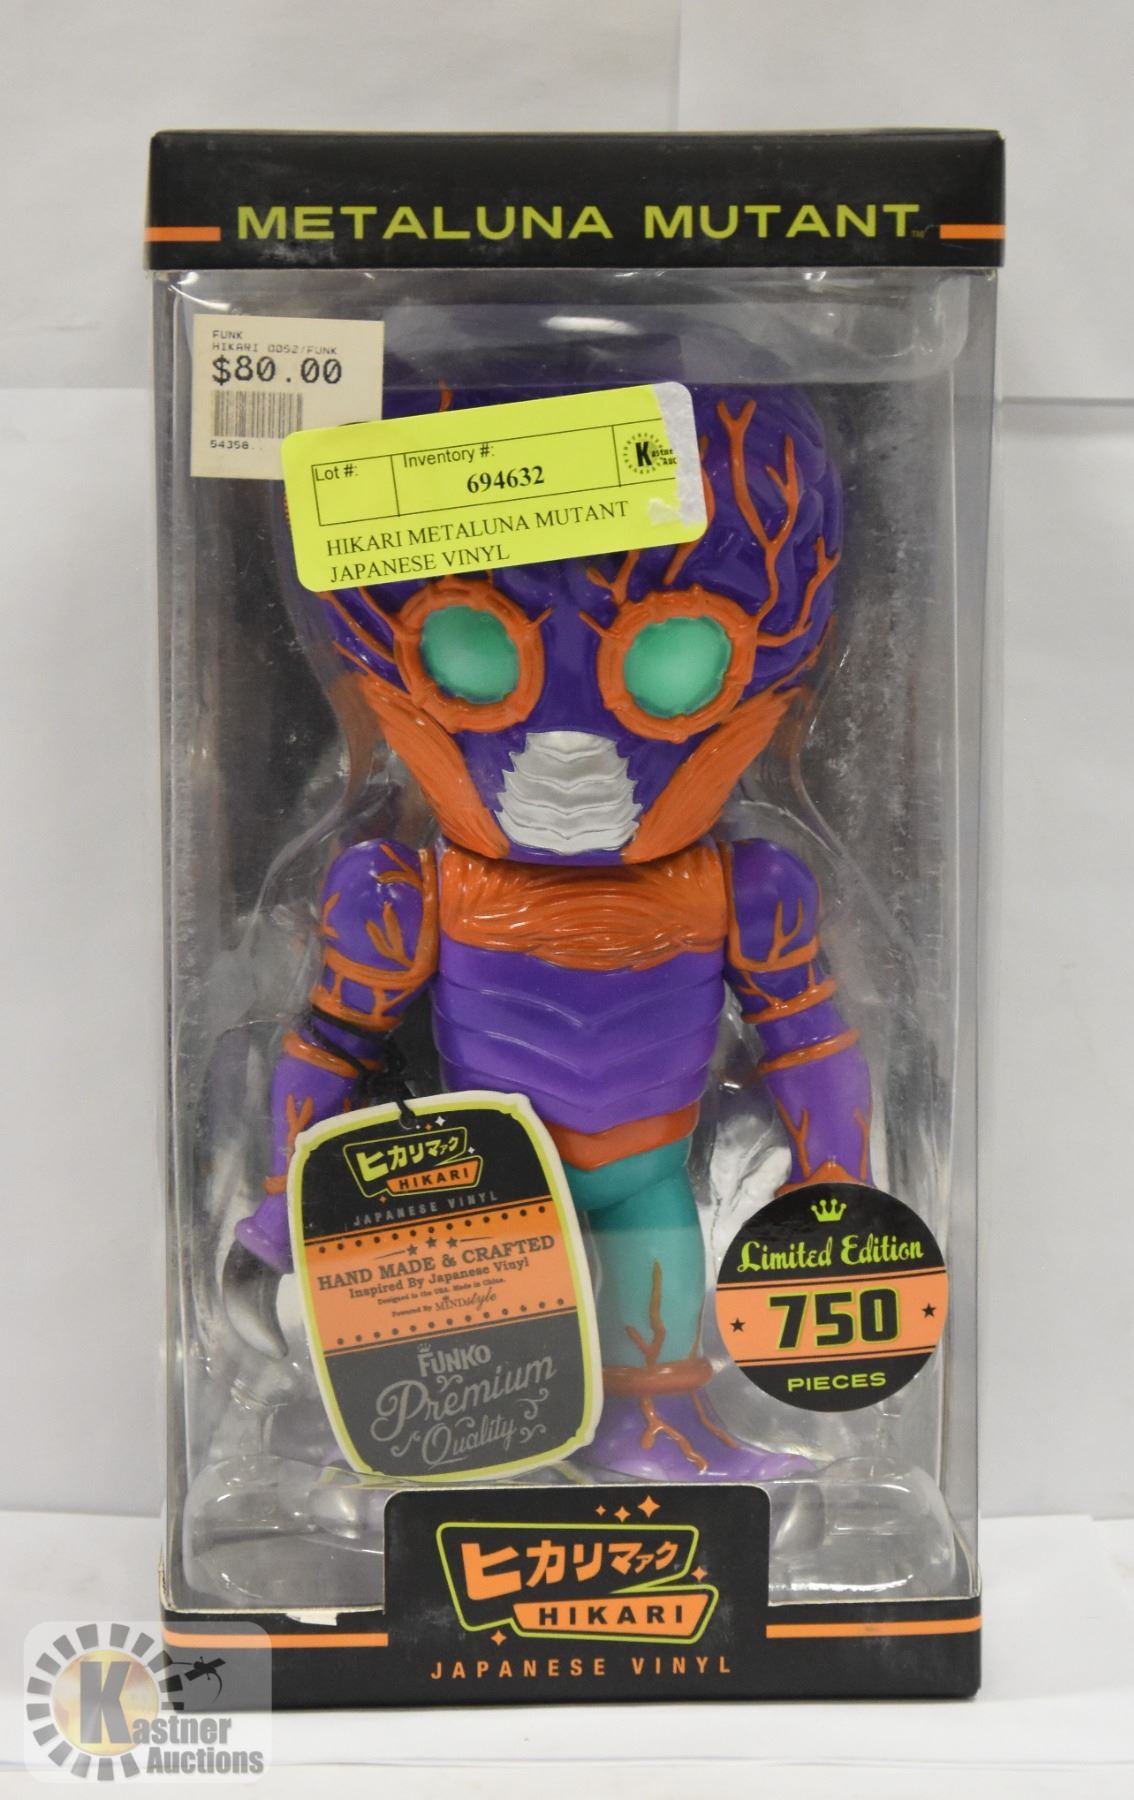 METALUNA MUTANT™
FUNK
HIKARI 0052/FUNK
$80.00
54358..
Lot #:
Inventory #:
694632
HIKARI METALUNA MUTANT
JAPANESE VINYL
ヒカリマァク
HIKARI
JAPANESE VINYL
HAND MADE & CRAFTED
Inspired By Japanese Vinyl
Designed in the USA. Made in China.
Powered By MINDstyle
FUNKO
Premium
Quality
Limited Edition
750
PIECES
ヒカリマァク
HIKARI
JAPANESE VINYL
Kastner
Auctions